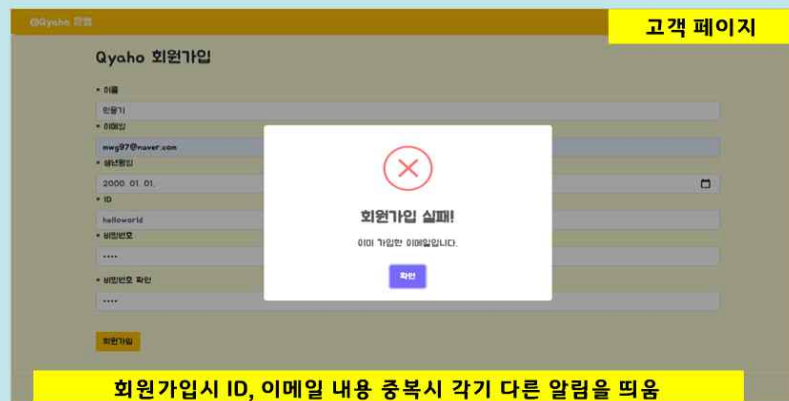 @Qyaho
고객 페이지
Qyaho 회원가입
* 이름
민웅기
* 이메일
mwg97@naver.com
* 생년월일
2000. 01. 01.
* ID
helloworld
* 비밀번호
····
* 비밀번호 확인
····
회원가입
회원가입 실패!
이미 가입한 이메일입니다.
확인
회원가입시 ID, 이메일 내용 중복시 각기 다른 알림을 띄움